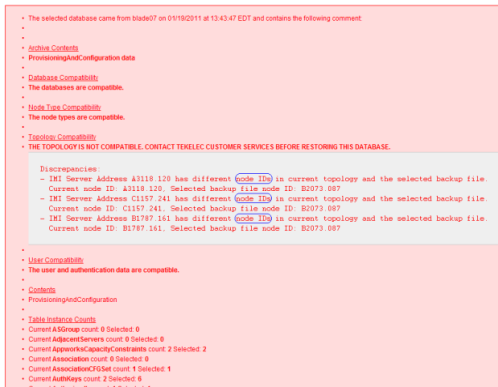 The selected database came from blade07 on 01/19/2011 at 13:43:47 EDT and contains the following comment:
Archive Contents
ProvisioningAndConfiguration data
Database Compatibility
The databases are compatible.
Node Type Compatibility
The node types are compatible.
Topology Compatibility
THE TOPOLOGY IS NOT COMPATIBLE. CONTACT TEKELEC CUSTOMER SERVICES BEFORE RESTORING THIS DATABASE.
Discrepancies:
- IMI Server Address A3118.120 has different node IDs in current topology and the selected backup file.
Current node ID: A3118.120, Selected backup file node ID: B2073.087
- IMI Server Address C1157.241 has different node IDs in current topology and the selected backup file.
Current node ID: C1157.241, Selected backup file node ID: B2073.087
- IMI Server Address B1787.161 has different node IDs in current topology and the selected backup file.
Current node ID: B1787.161, Selected backup file node ID: B2073.087
User Compatibility
The user and authentication data are compatible.
Contents
ProvisioningAndConfiguration
Table Instance Counts
Current ASGroup count: 0 Selected: 0
Current AdjacentServers count: 0 Selected: 0
Current AppworksCapacityConstraints count: 2 Selected: 2
Current Association count: 0 Selected: 0
Current AssociationCFGSet count: 1 Selected: 1
Current AuthKeys count: 2 Selected: 6